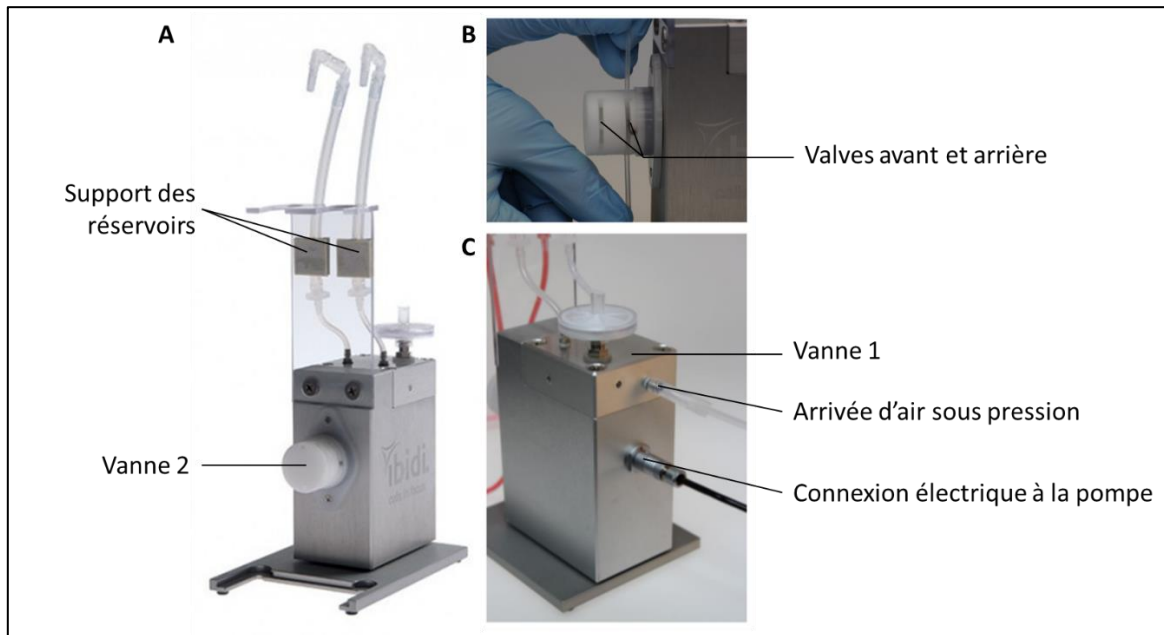 A
Support des
réservoirs
Vanne 2
ibidi
B
Valves avant et arrière
C
Vanne 1
Arrivée d’air sous pression
Connexion électrique à la pompe